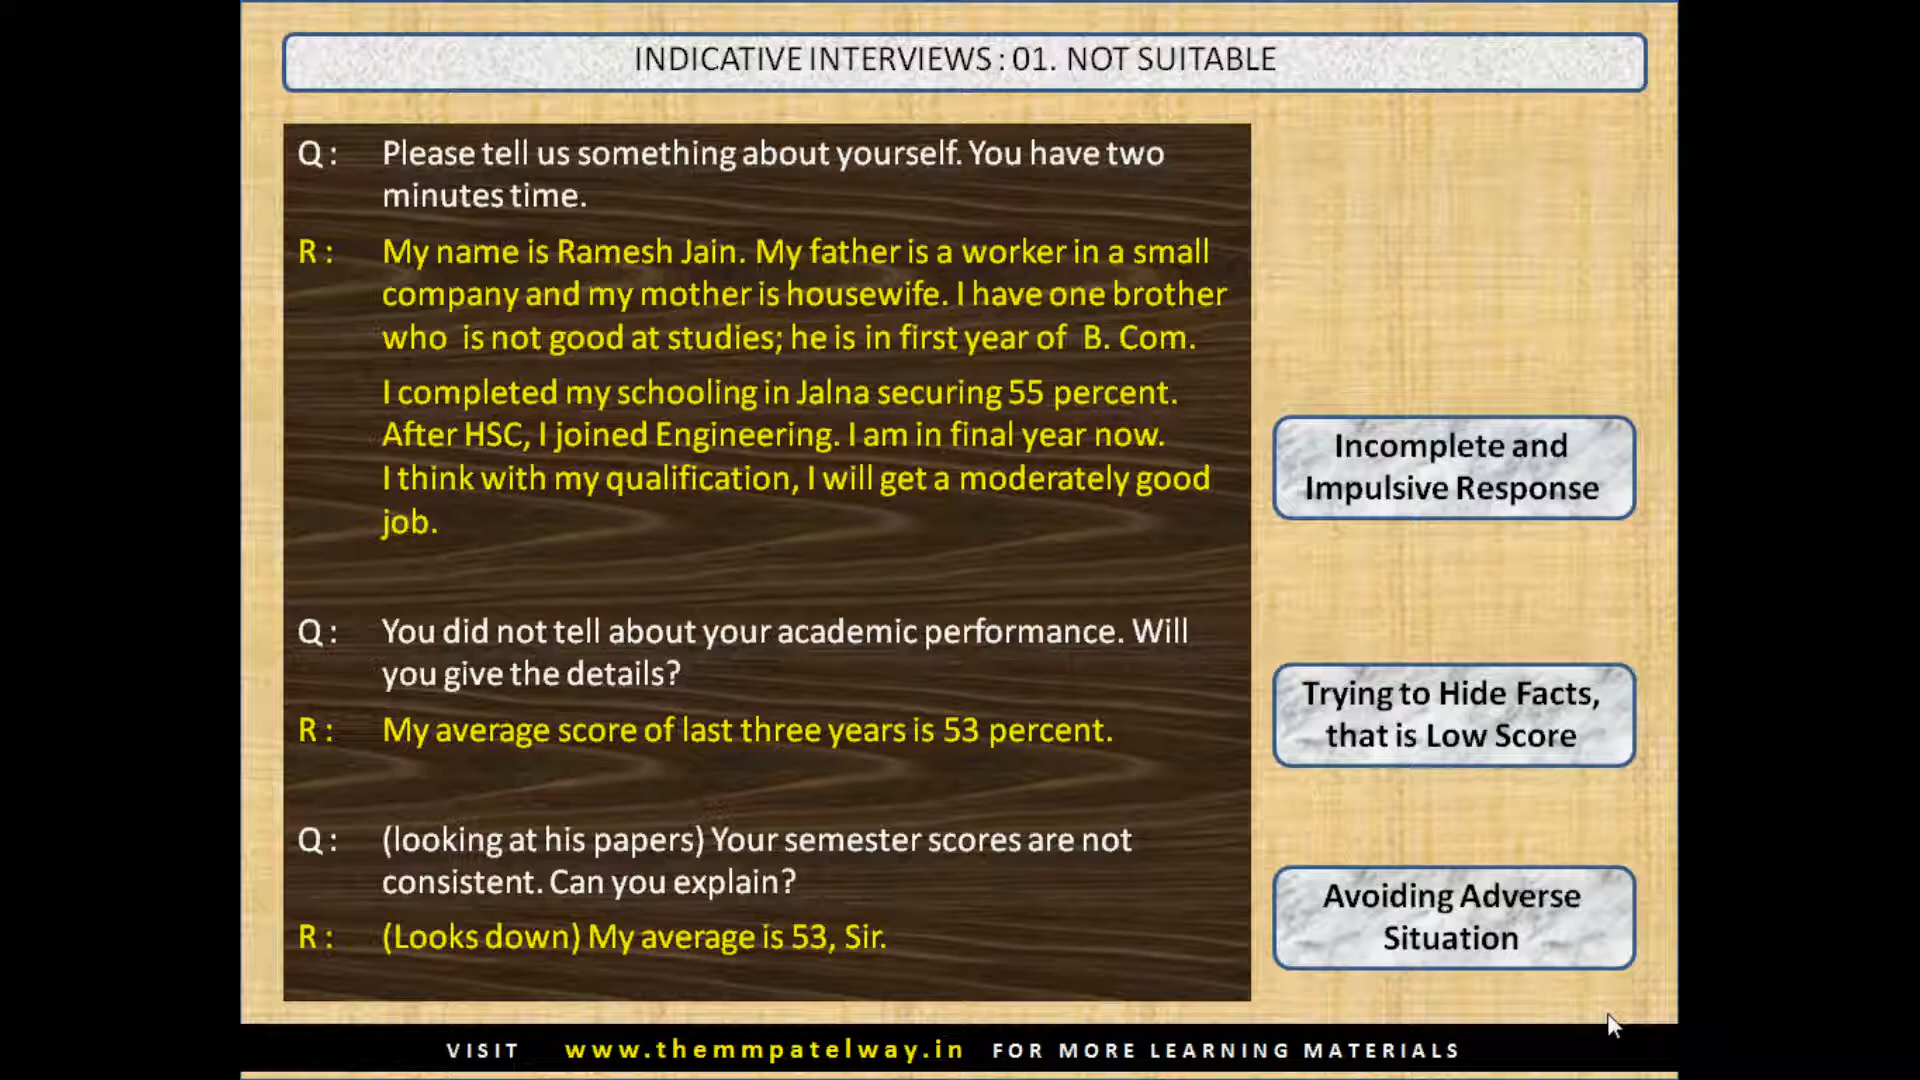 INDICATIVE INTERVIEWS : 01. NOT SUITABLE
Q : Please tell us something about yourself. You have two
minutes time.
R : My name is Ramesh Jain. My father is a worker in a small
company and my mother is housewife. I have one brother
who is not good at studies; he is in first year of B. Com.
I completed my schooling in Jalna securing 55 percent.
After HSC, I joined Engineering. I am in final year now.
I think with my qualification, I will get a moderately good
job.
Incomplete and
Impulsive Response
Q : You did not tell about your academic performance. Will
you give the details?
R : My average score of last three years is 53 percent.
Trying to Hide Facts,
that is Low Score
Q : (looking at his papers) Your semester scores are not
consistent. Can you explain?
R : (Looks down) My average is 53, Sir.
Avoiding Adverse
Situation
VISIT www.themmpatelway.in FOR MORE LEARNING MATERIALS